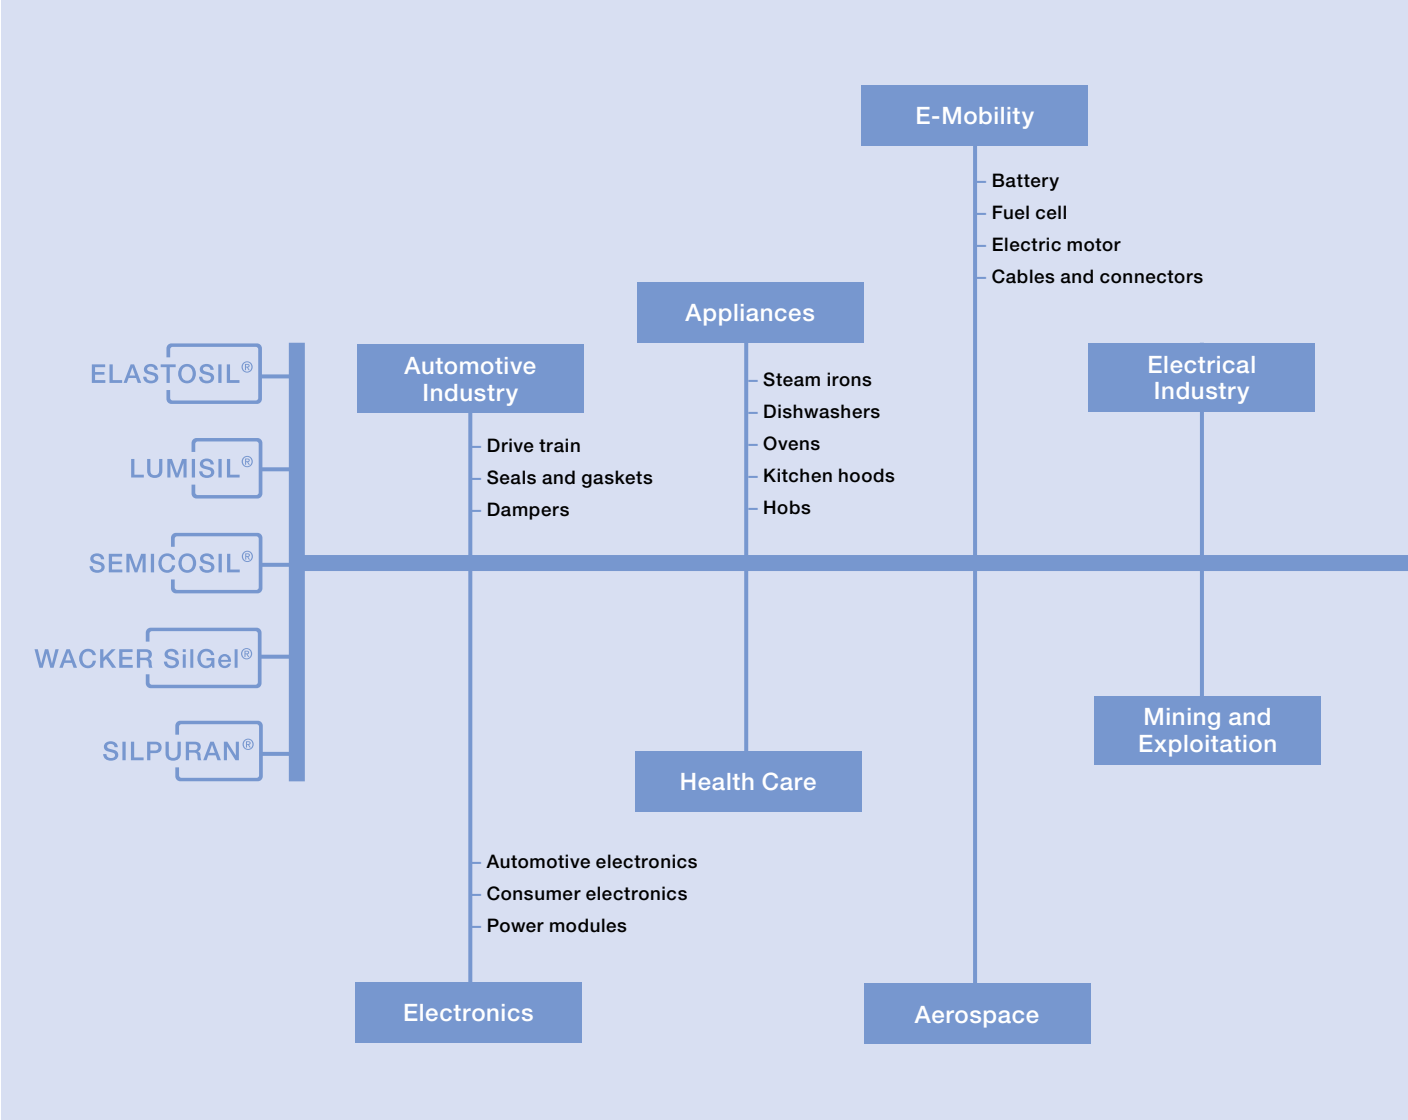 E-Mobility
Battery
Fuel cell
Electric motor
Cables and connectors
Appliances
Steam irons
Dishwashers
Ovens
Kitchen hoods
Hobs
ELASTOSIL®
LUMISIL®
SEMICOSIL®
WACKER SilGel®
SILPURAN®
Automotive
Industry
Drive train
Seals and gaskets
Dampers
Electrical
Industry
Mining and
Exploitation
Health Care
Automotive electronics
Consumer electronics
Power modules
Electronics
Aerospace